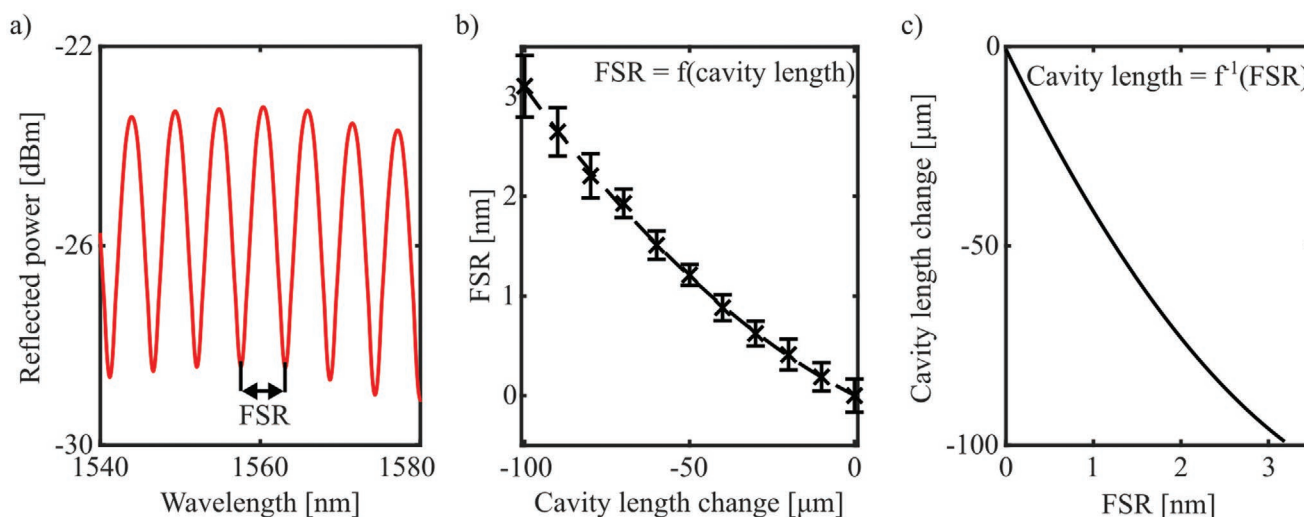 a)
-22
-26
-30
Reflected power [dBm]
FSR
1540
1560
1580
Wavelength [nm]
b)
FSR = f(cavity length)
3
2
1
0
FSR [nm]
-100
-50
0
Cavity length change [μm]
c)
Cavity length = f⁻¹(FSR)
0
-50
-100
Cavity length change [μm]
0
1
2
3
FSR [nm]